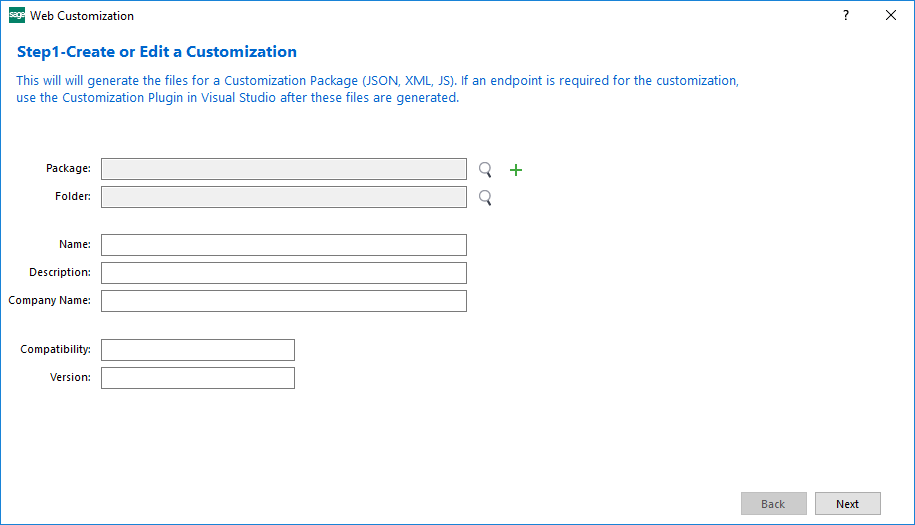 sage Web Customization ?
Step1-Create or Edit a Customization
This will will generate the files for a Customization Package (JSON, XML, JS). If an endpoint is required for the customization,
use the Customization Plugin in Visual Studio after these files are generated.
Package:
Folder:
Name:
Description:
Company Name:
Compatibility:
Version:
Back Next